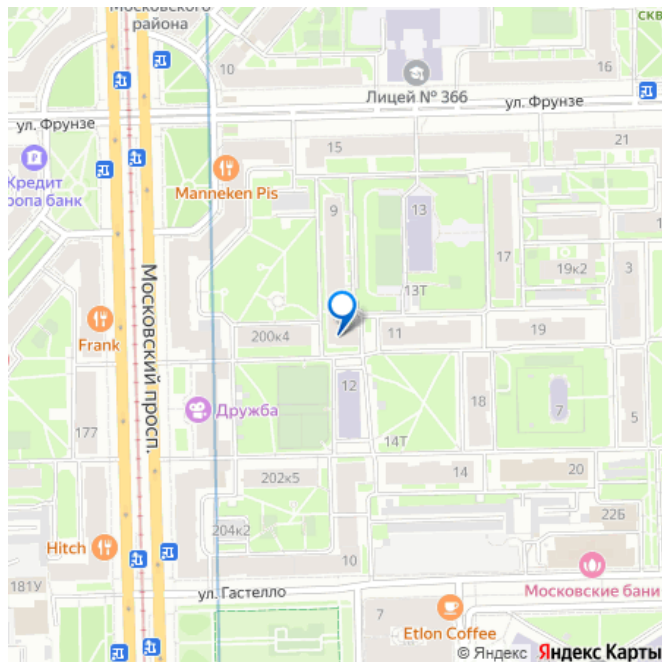 Московского
района
скв
10
16
Лицей № 366
ул. Фрунзе
ул. Фрунзе
21
15
Кредит
ропа банк
Manneken Pis
9
13
17
19к2
3
13Т
Московский просп.
Frank
200к4
11
19
12
Дружба
177
18
7
5
14Т
202к5
14
20
204к2
22Б
Hitch
10
181У
ул. Гастелло
Московские бани
7
Etlon Coffee
© Яндекс Яндекс Карты